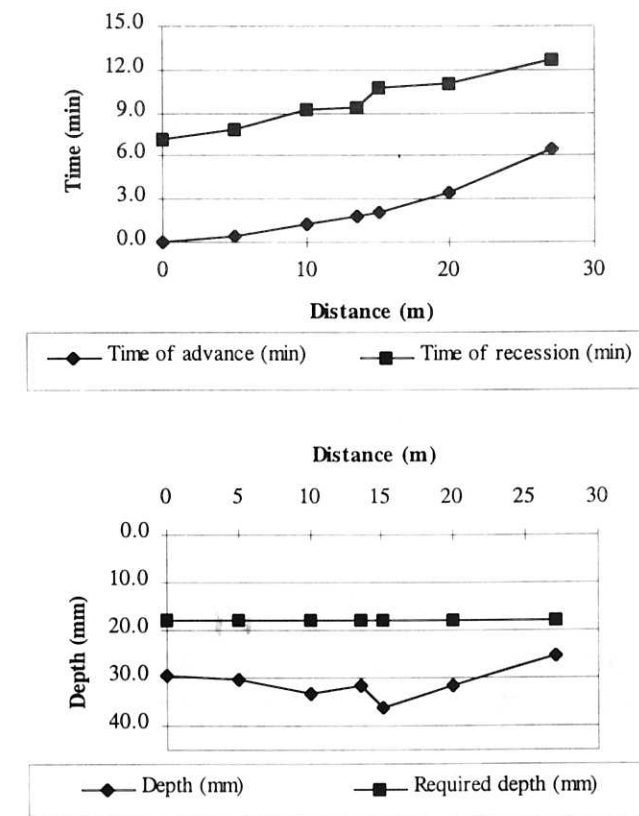 15.0
12.0
9.0
6.0
3.0
0.0
Time (min)
0 10 20 30
Distance (m)
Time of advance (min) Time of recession (min)
Distance (m)
0 5 10 15 20 25 30
0.0
10.0
20.0
30.0
40.0
Depth (mm)
Depth (mm) Required depth (mm)